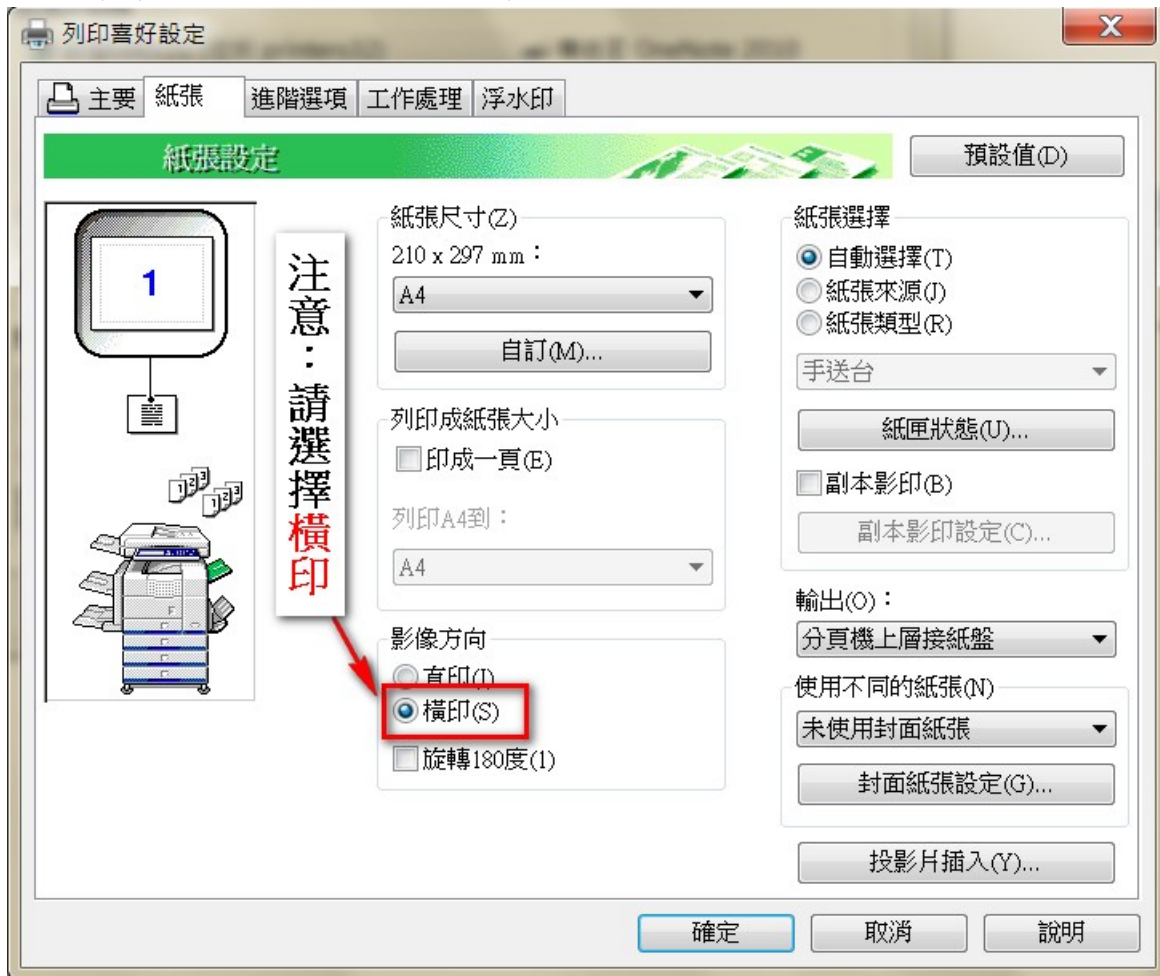 列印喜好設定
主要
紙張
進階選項
工作處理
浮水印
紙張設定
預設值(D)
1
注意：請選擇橫印
紙張尺寸(Z)
210 x 297 mm：
A4
自訂(M)...
列印成紙張大小
印成一頁(E)
列印A4到：
A4
影像方向
直印(I)
橫印(S)
旋轉180度(1)
紙張選擇
自動選擇(T)
紙張來源(J)
紙張類型(R)
手送台
紙匣狀態(U)...
副本影印(B)
副本影印設定(C)...
輸出(O)：
分頁機上層接紙盤
使用不同的紙張(N)
未使用封面紙張
封面紙張設定(G)...
投影片插入(Y)...
確定
取消
說明